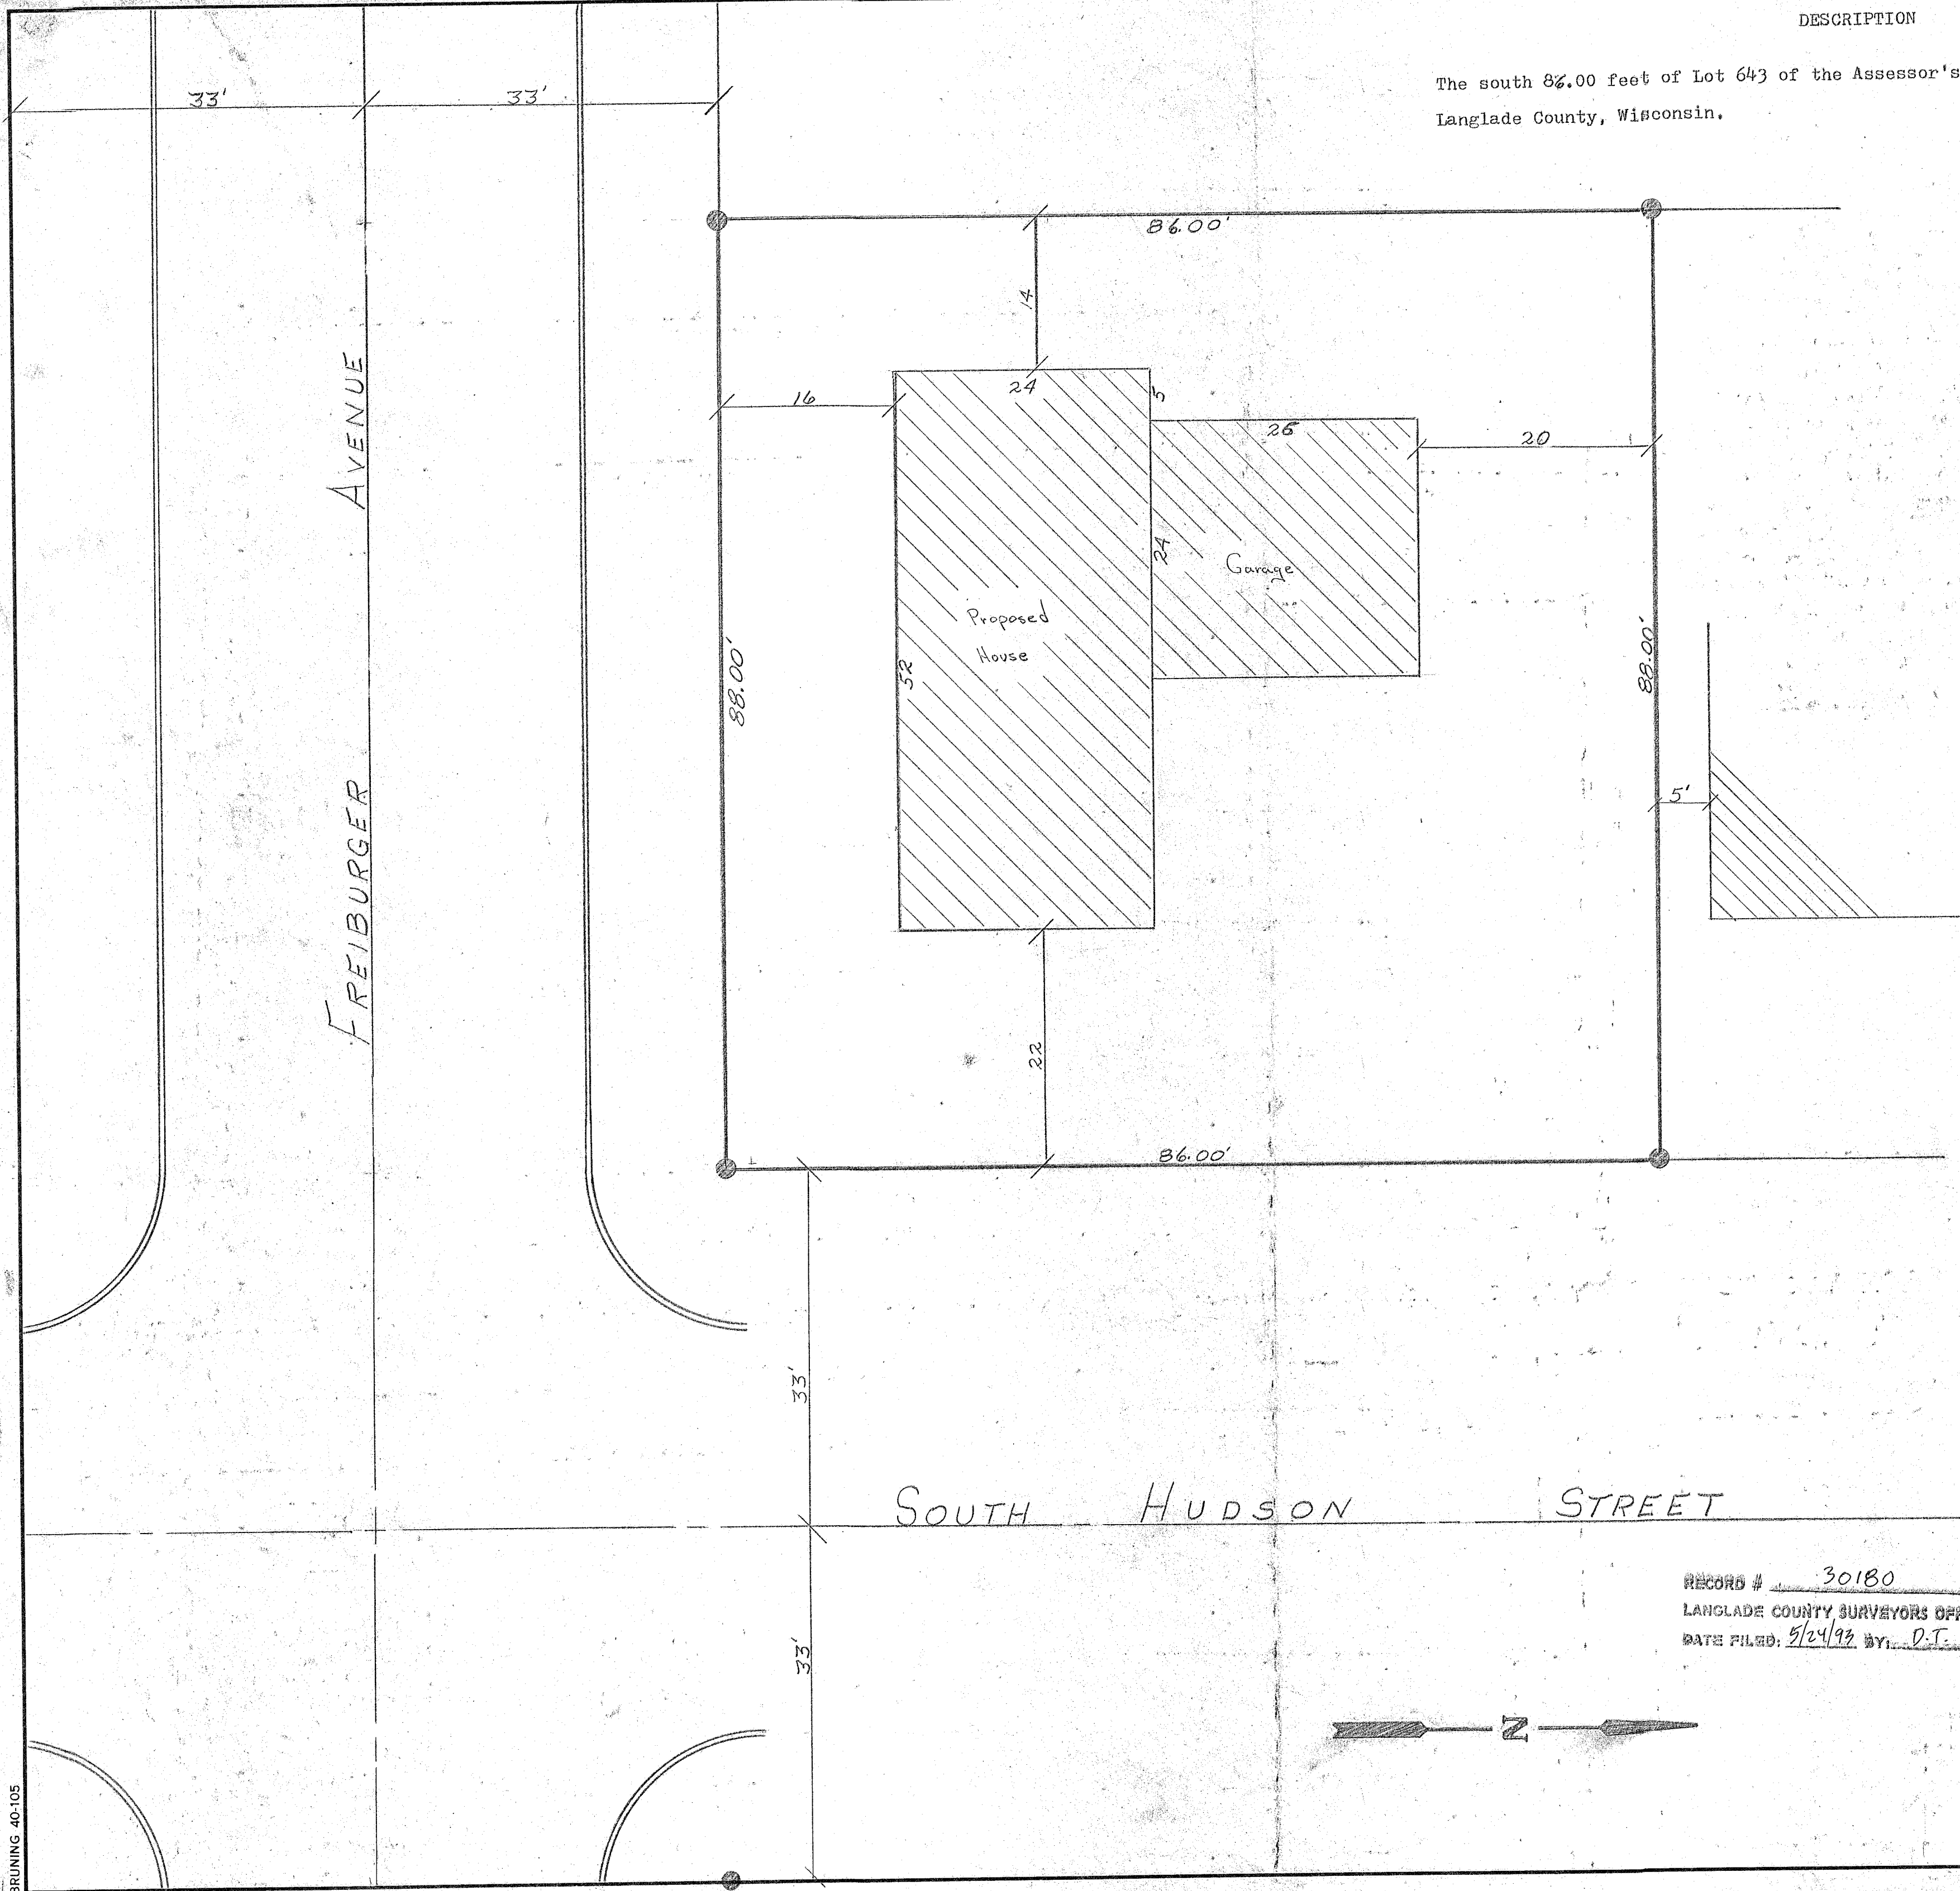 DESCRIPTION
The south 86.00 feet of Lot 643 of the Assessor's
Langlade County, Wisconsin.
33'
33'
86.00'
14
16
24
5
26
20
AVENUE
24
Garage
Proposed
House
52
88.00'
88.00'
5'
FREIBURGER
22
86.00'
33'
SOUTH HUDSON STREET
RECORD # 30180
LANGLADE COUNTY SURVEYORS OFF
DATE FILED: 5/24/93 BY: D.T.
33'
N
BRUNING 40-105